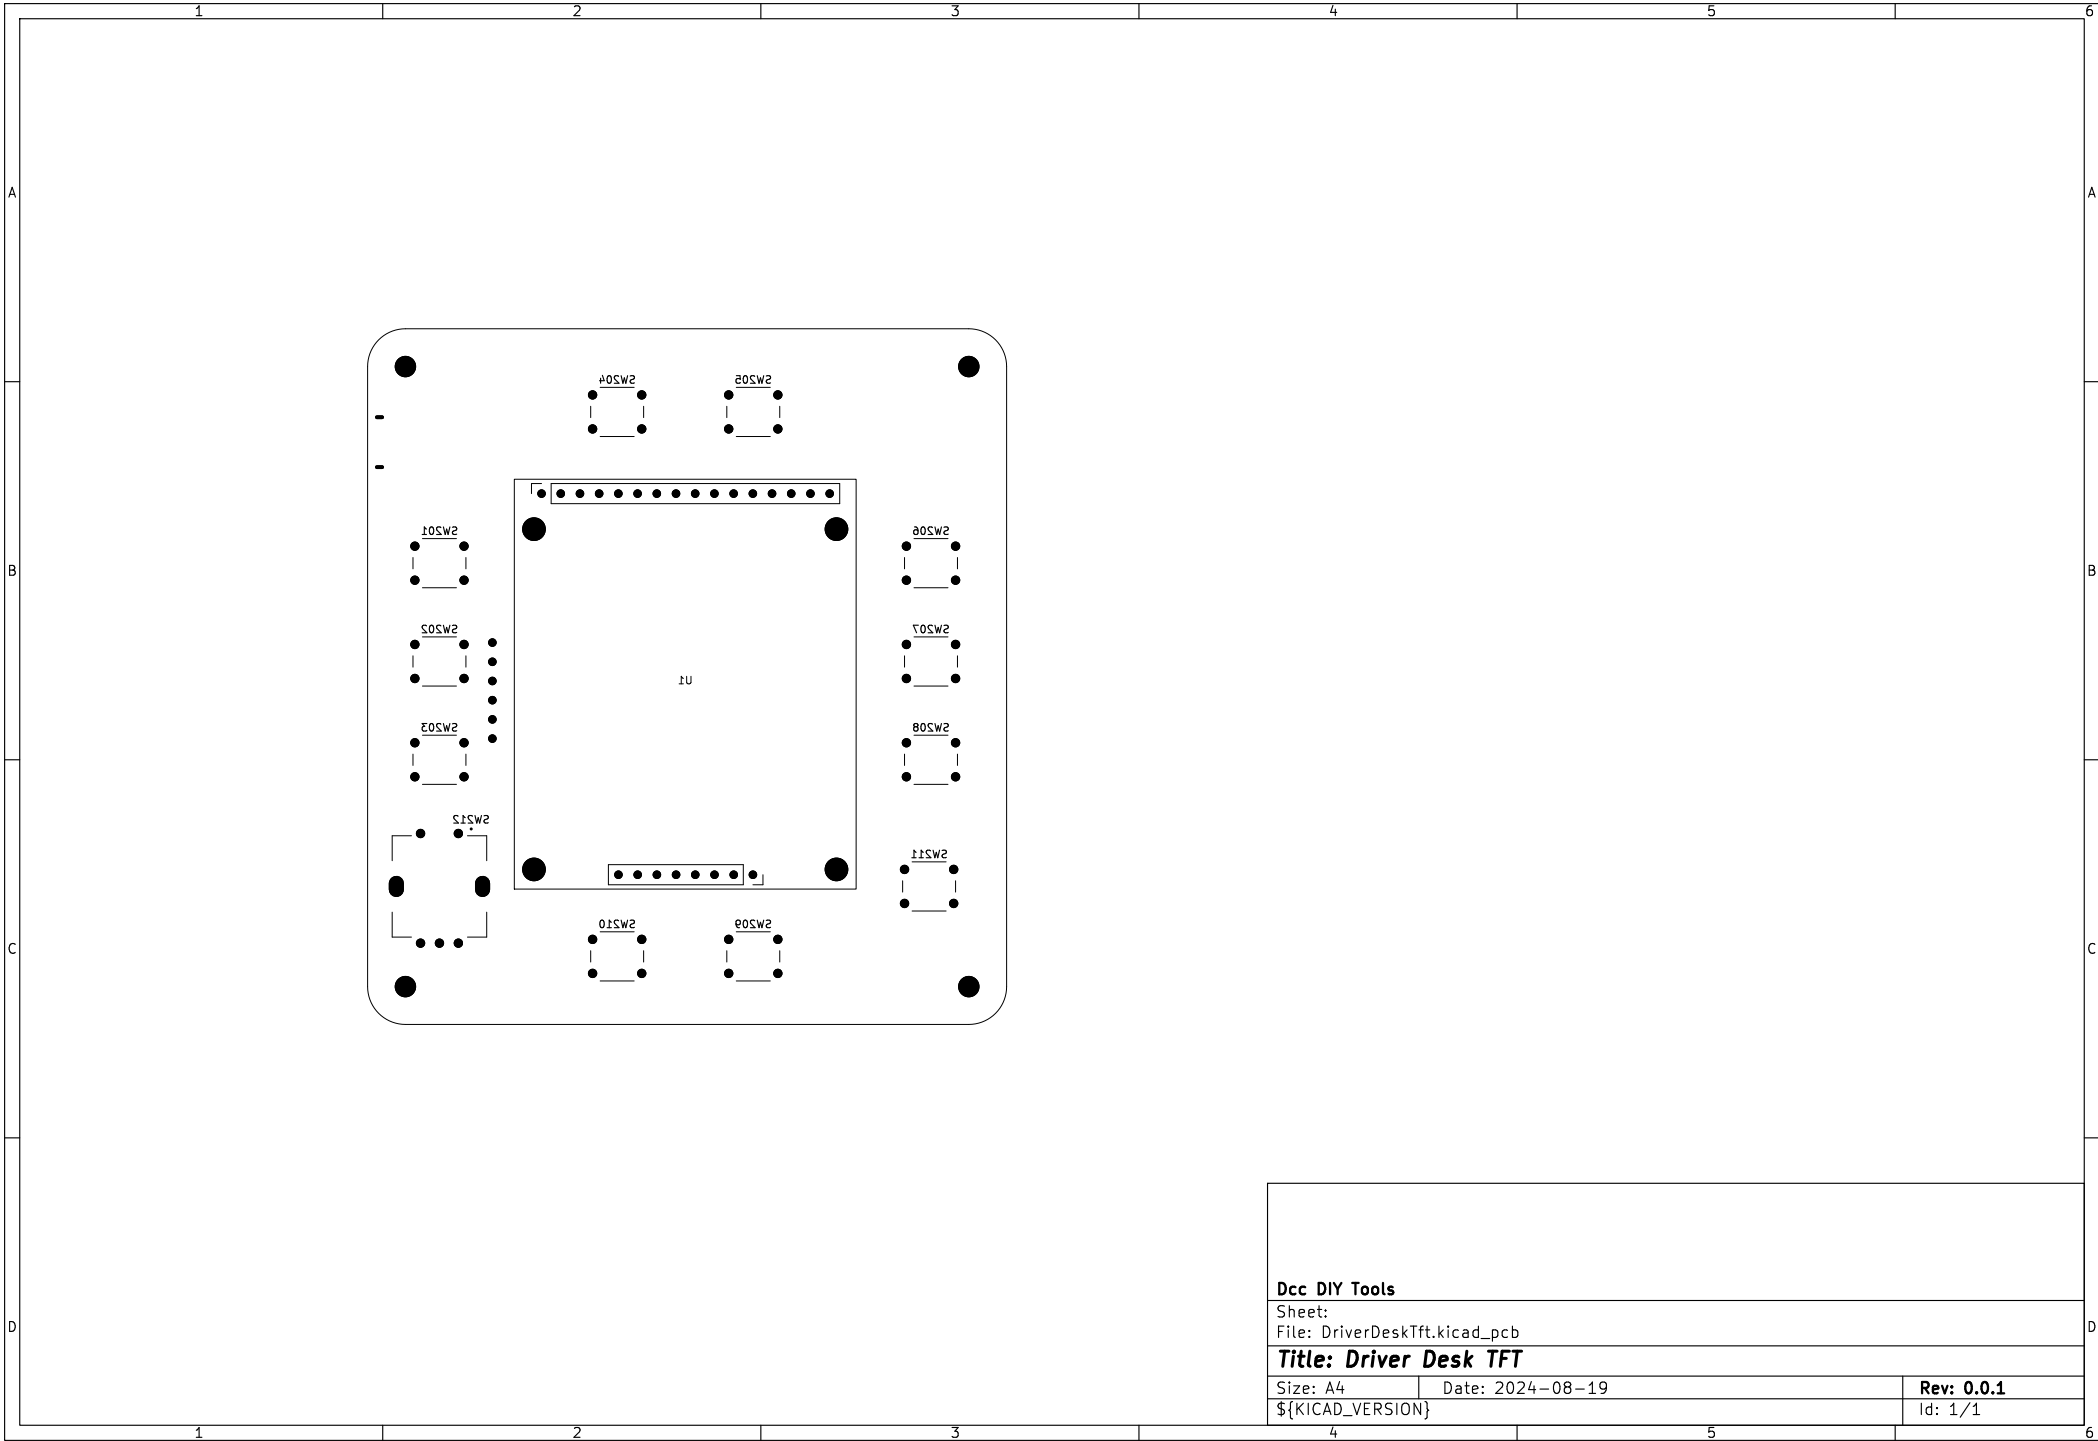 1 2 3 4 5 6
A A
SW204 SW205
SW201 SW206
B B
SW202 SW207
U1
SW203 SW208
SW212
SW211
SW210 SW209
C C
Dcc DIY Tools
Sheet:
D D
File: DriverDeskTft.kicad_pcb
Title: Driver Desk TFT
Size: A4 Date: 2024-08-19 Rev: 0.0.1
${KICAD_VERSION} Id: 1/1
1 2 3 4 5 6